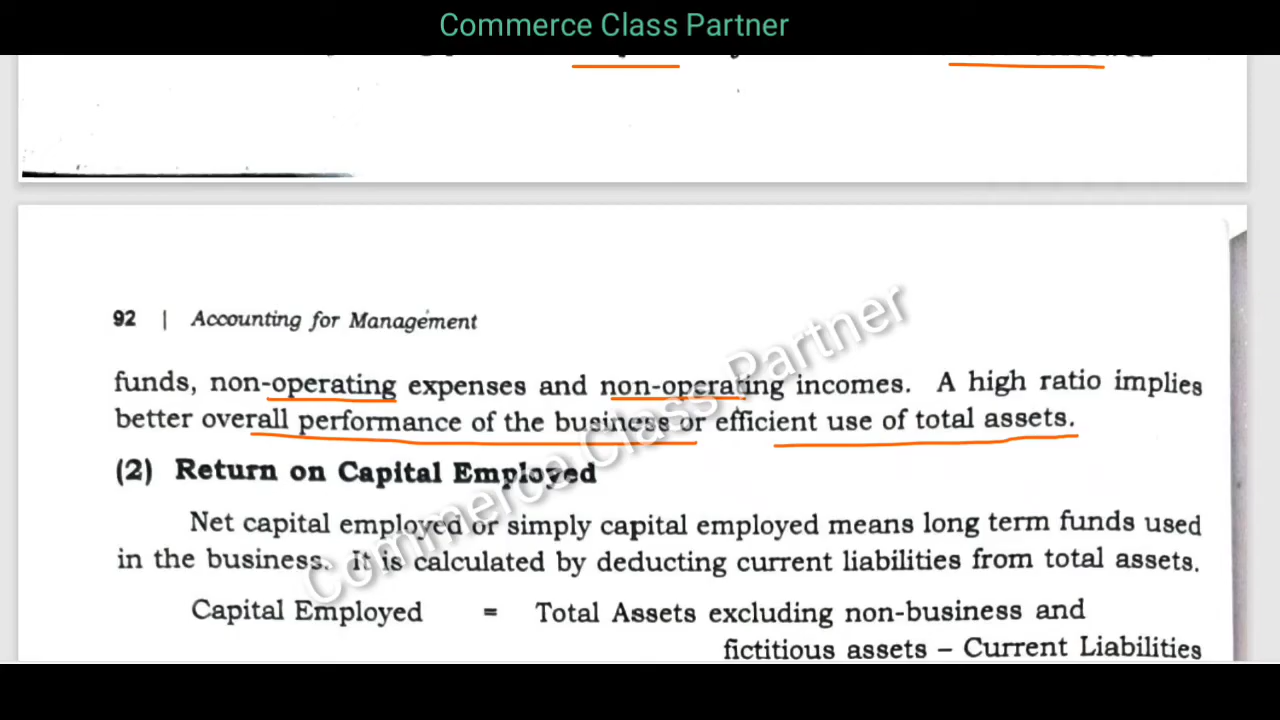 Commerce Class Partner
92 | Accounting for Management
funds, non-operating expenses and non-operating incomes. A high ratio implies
better overall performance of the business or efficient use of total assets.
(2) Return on Capital Employed
Net capital employed or simply capital employed means long term funds used
in the business. It is calculated by deducting current liabilities from total assets.
Capital Employed = Total Assets excluding non-business and
fictitious assets – Current Liabilities
Commerce Class Partner